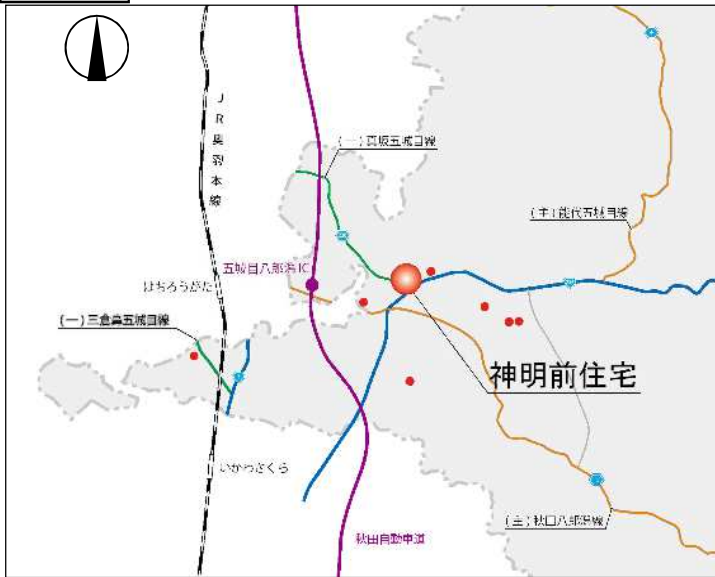 JR奥羽本線
(一)真坂五城目線
(主)能代五城目線
五城目八郎潟IC
はちろうがた
(一)三倉鼻五城目線
神明前住宅
いかわさくら
(主)秋田八郎潟線
秋田自動車道